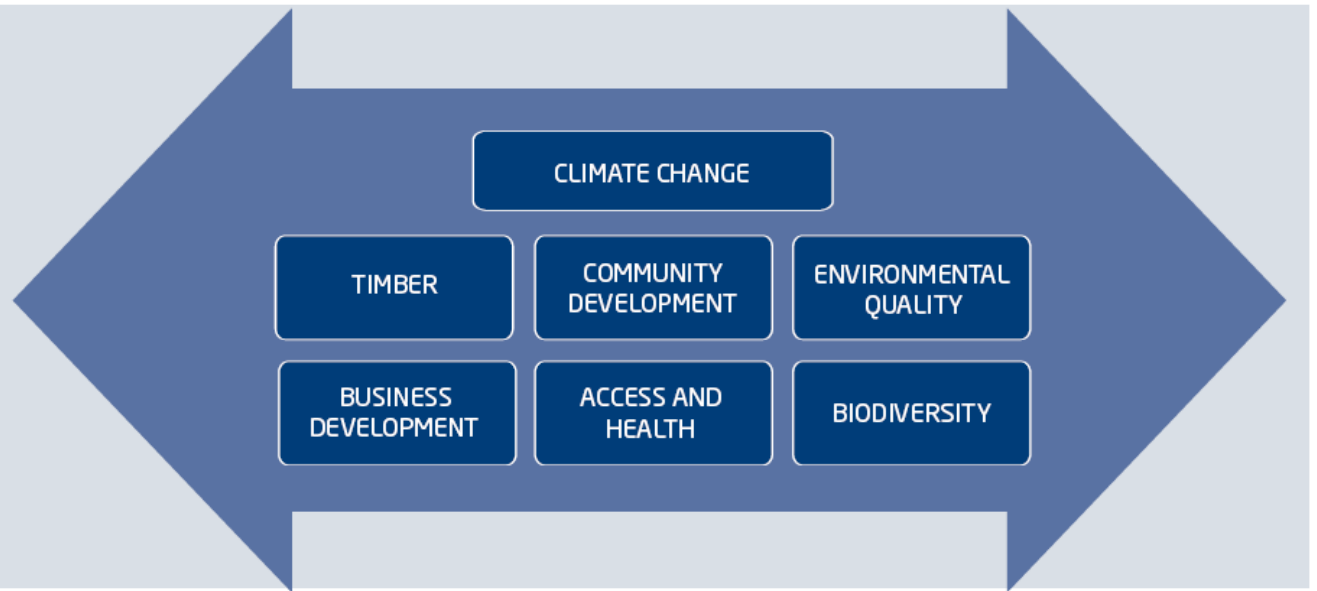 CLIMATE CHANGE
TIMBER
COMMUNITY
DEVELOPMENT
ENVIRONMENTAL
QUALITY
BUSINESS
DEVELOPMENT
ACCESS AND
HEALTH
BIODIVERSITY